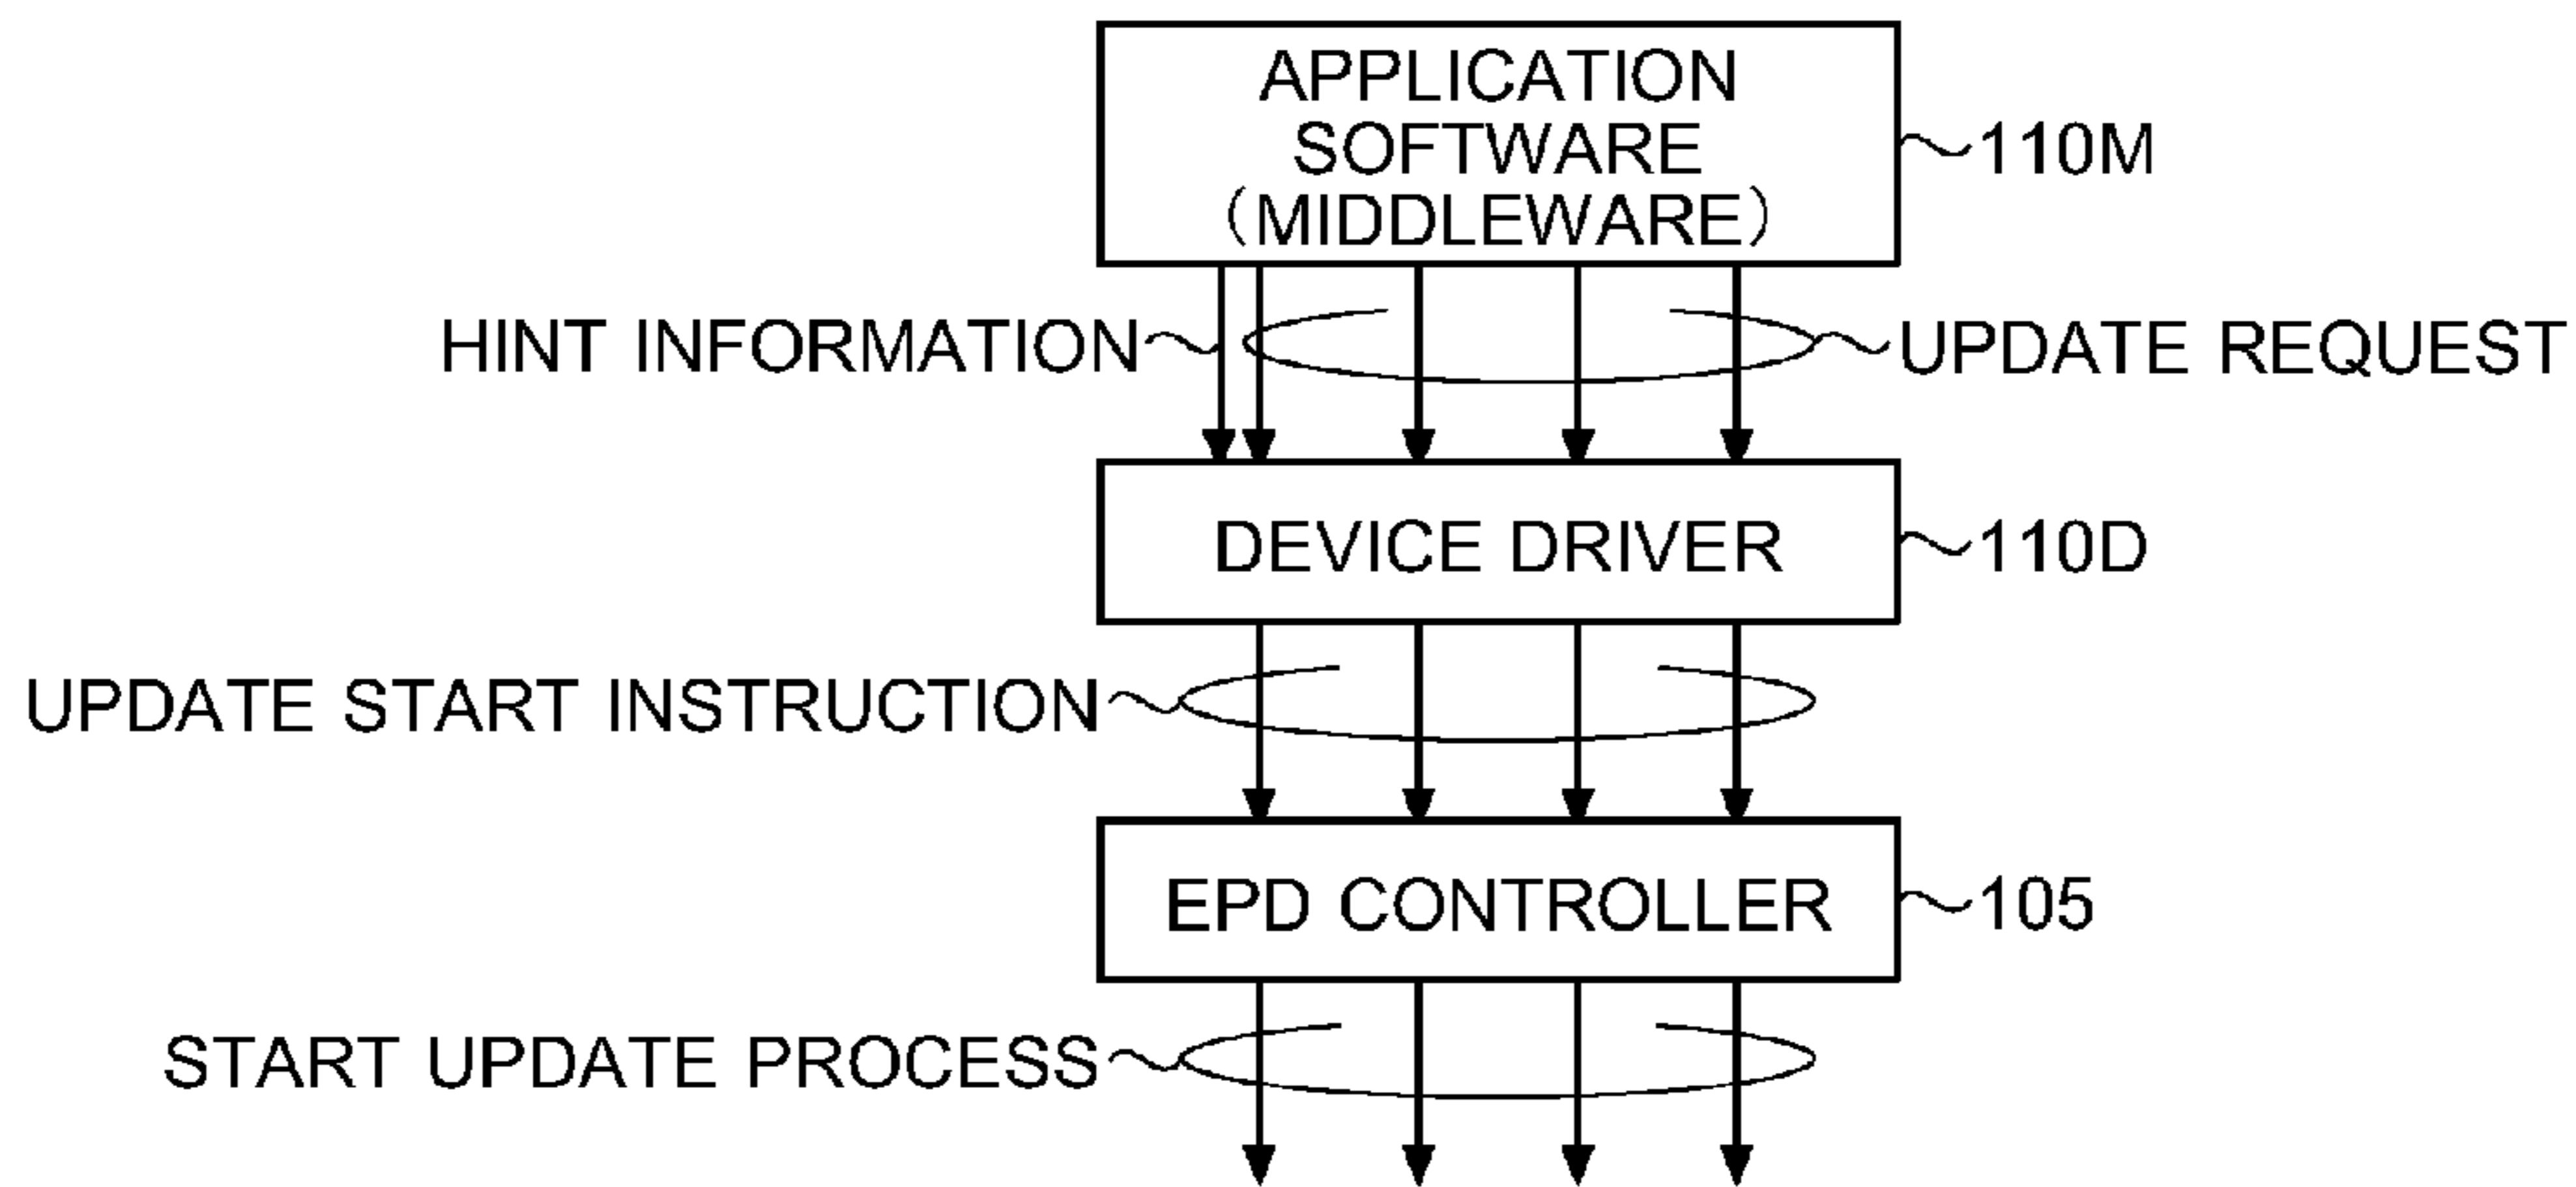 APPLICATION
SOFTWARE
(MIDDLEWARE)
110M
HINT INFORMATION
UPDATE REQUEST
DEVICE DRIVER
110D
UPDATE START INSTRUCTION
EPD CONTROLLER
105
START UPDATE PROCESS